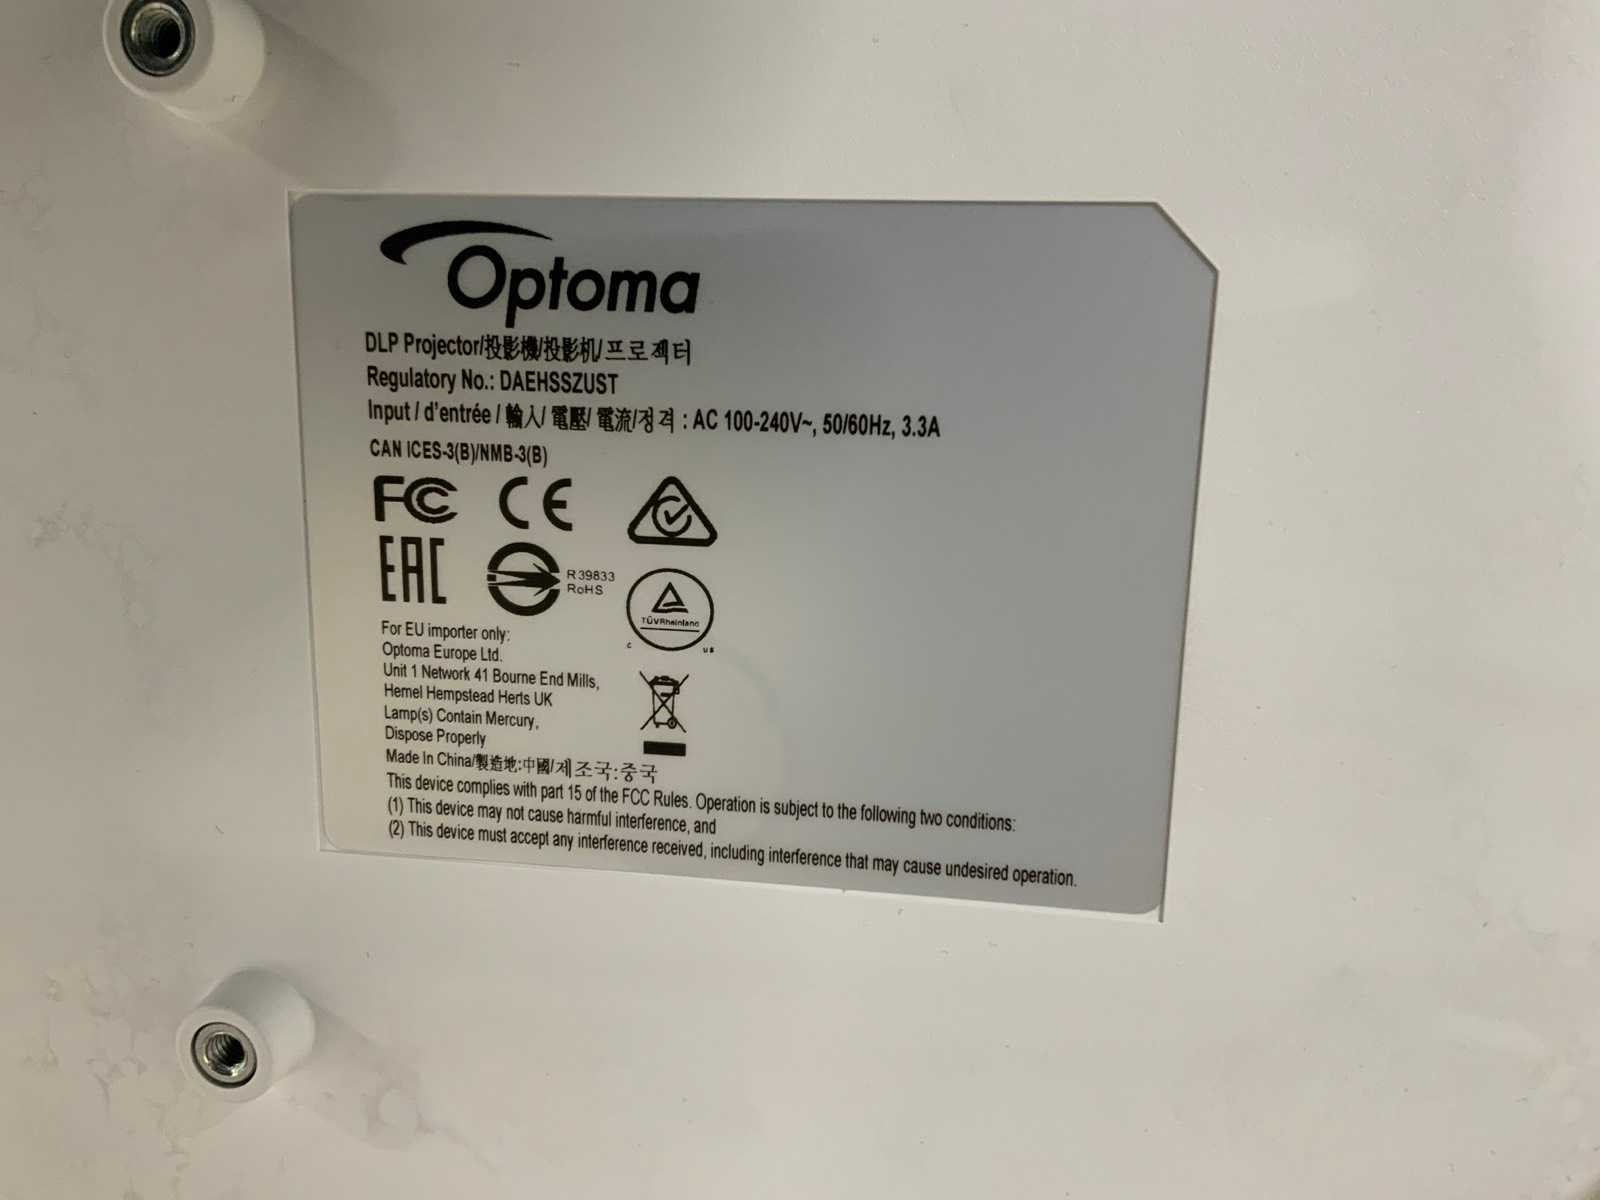 Optoma
DLP Projector/投影機/投影机/프로젝터
Regulatory No.: DAEHSSZUST
Input / d'entrée / 輸入/ 電壓/ 電流/정격 : AC 100-240V~, 50/60Hz, 3.3A
CAN ICES-3(B)/NMB-3(B)
FC CE
EAC
R39833
RoHS
TÜVRheinland
C US
For EU importer only:
Optoma Europe Ltd.
Unit 1 Network 41 Bourne End Mills,
Hemel Hempstead Herts UK
Lamp(s) Contain Mercury,
Dispose Properly
Made In China/製造地:中國/제조국:중국
This device complies with part 15 of the FCC Rules. Operation is subject to the following two conditions:
(1) This device may not cause harmful interference, and
(2) This device must accept any interference received, including interference that may cause undesired operation.